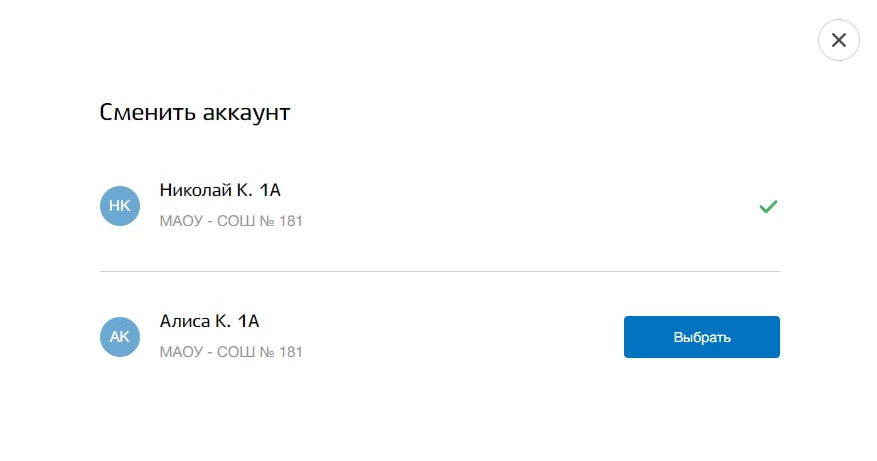 Сменить аккаунт
НК
Николай К. 1А
МАОУ - СОШ № 181
АК
Алиса К. 1А
МАОУ - СОШ № 181
Выбрать